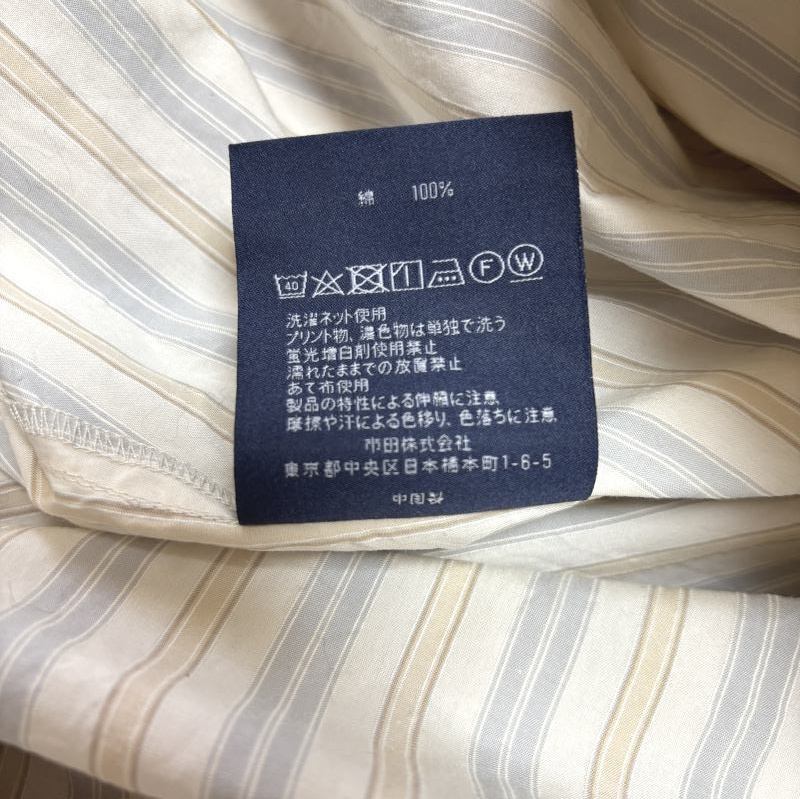 綿 100%
40 F W
洗濯ネット使用
プリント物、濃色物は単独で洗う
蛍光増白剤使用禁止
濡れたままでの放置禁止
あて布使用
製品の特性による伸縮に注意
摩擦や汗による色移り、色落ちに注意
市田株式会社
東京都中央区日本橋本町1-6-5